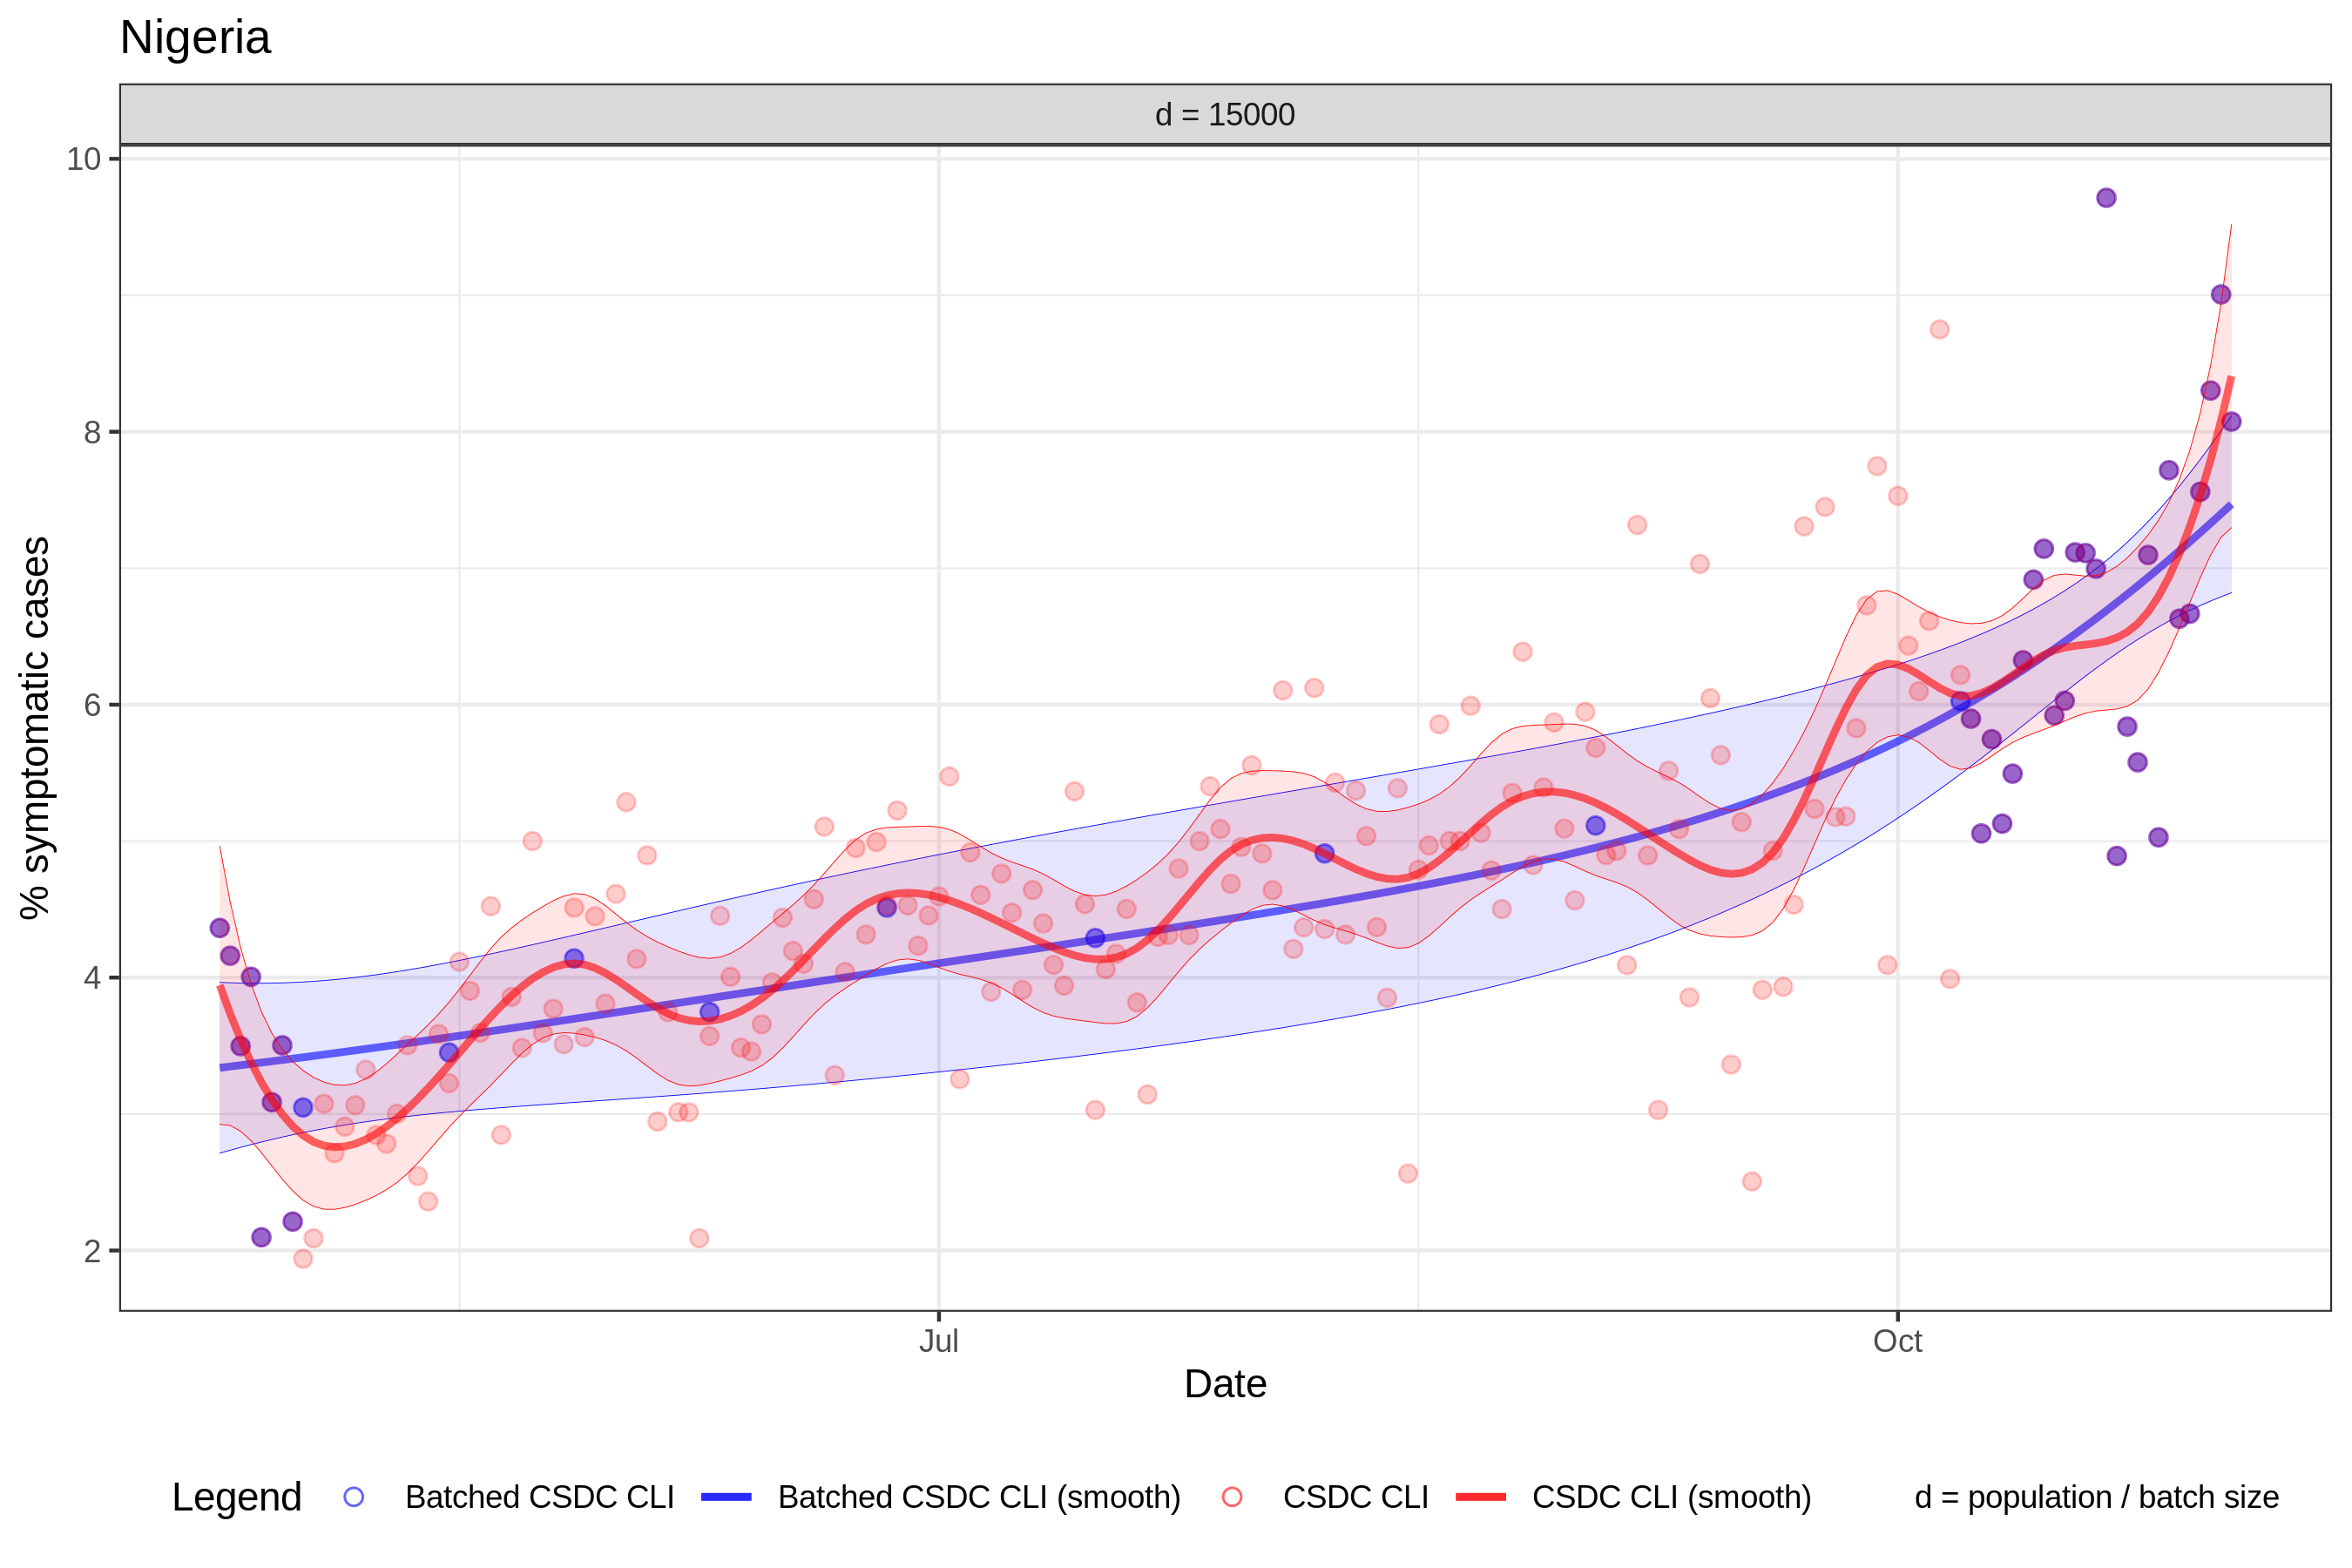 Nigeria
d = 15000
10
8
6
4
2
% symptomatic cases
Jul
Oct
Date
Legend
Batched CSDC CLI
Batched CSDC CLI (smooth)
CSDC CLI
CSDC CLI (smooth)
d = population / batch size